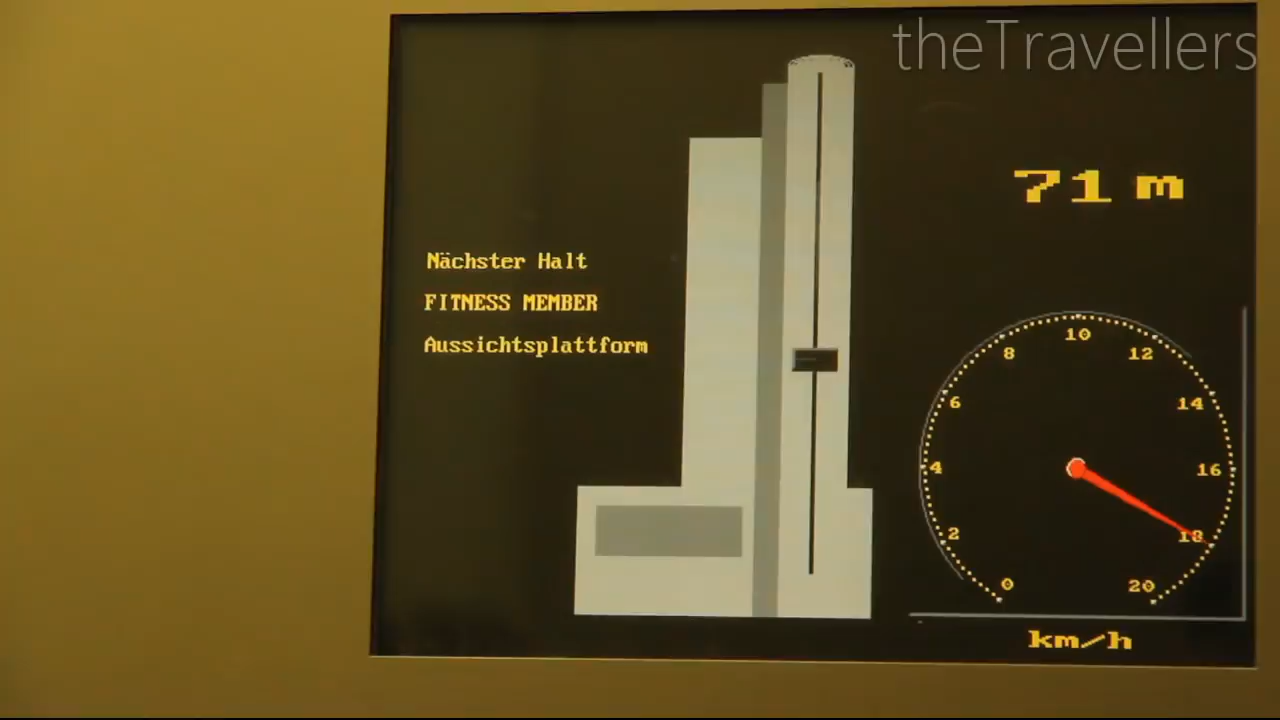 theTravellers
71 m
Nächster Halt
FITNESS MEMBER
Aussichtsplattform
10
8
12
6
14
4
16
2
18
0
20
km/h